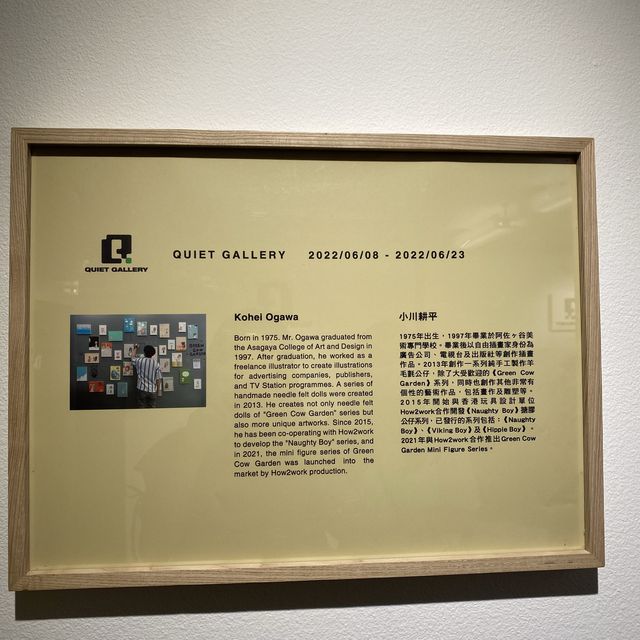 QUIET GALLERY
QUIET GALLERY 2022/06/08 - 2022/06/23
Kohei Ogawa
Born in 1975. Mr. Ogawa graduated from
the Asagaya College of Art and Design in
1997. After graduation, he worked as a
freelance illustrator to create illustrations
for advertising companies, publishers,
and TV Station programmes. A series of
handmade needle felt dolls were created
in 2013. He creates not only needle felt
dolls of "Green Cow Garden" series but
also more unique artworks. Since 2015,
he has been co-operating with How2work
to develop the "Naughty Boy" series, and
in 2021, the mini figure series of Green
Cow Garden was launched into the
market by How2work production.
小川耕平
1975年出生，1997年畢業於阿佐ヶ谷美
術專門學校。畢業後以自由插畫家身份為
廣告公司、電視台及出版社等創作插畫
作品。2013年創作一系列純手工製作羊
毛氈公仔，除了大受歡迎的《Green Cow
Garden》系列，同時也創作其他非常有
個性的藝術作品，包括畫作及雕塑等。
2015年開始與香港玩具設計單位
How2work合作開發《Naughty Boy》搪膠
公仔系列，已發行的系列包括：《Naughty
Boy》、《Viking Boy》及《Hippie Boy》。
2021年與How2work合作推出Green Cow
Garden Mini Figure Series。